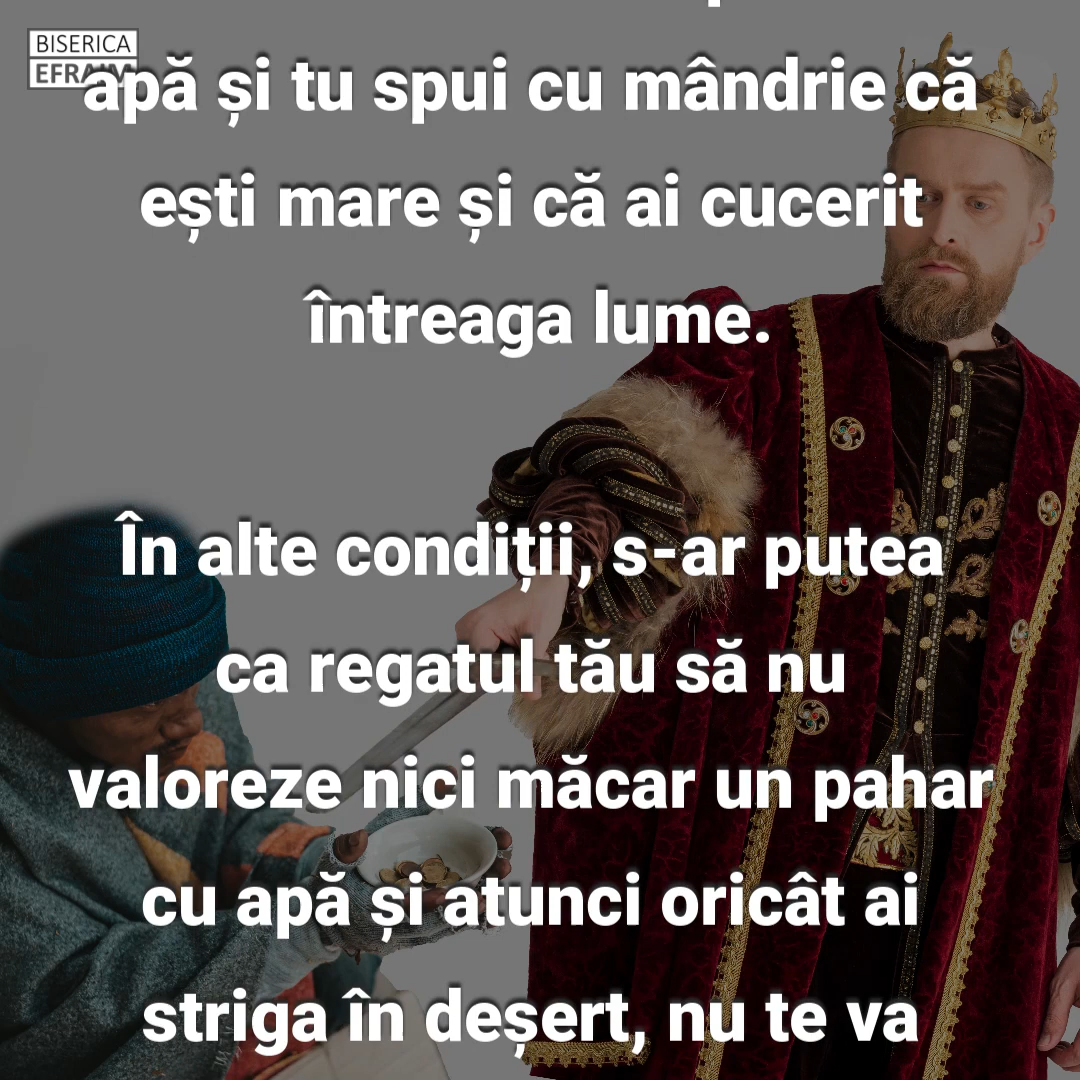 BISERICA
EFRAIM
apă și tu spui cu mândrie că
ești mare și că ai cucerit
întreaga lume.
În alte condiții, s-ar putea
ca regatul tău să nu
valoreze nici măcar un pahar
cu apă și atunci oricât ai
striga în deșert, nu te va